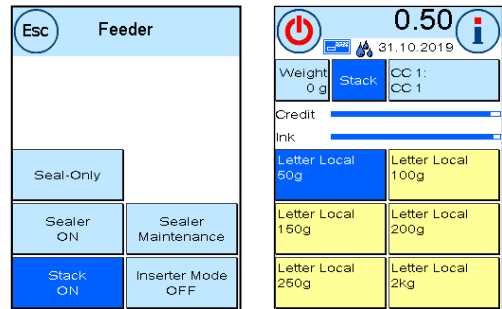 Esc
Feeder
Seal-Only
Sealer
ON
Sealer
Maintenance
Stack
ON
Inserter Mode
OFF
0.50
i
31.10.2019
Weight
0 g
Stack
CC 1:
CC 1
Credit
Ink
Letter Local
50g
Letter Local
100g
Letter Local
150g
Letter Local
200g
Letter Local
250g
Letter Local
2kg